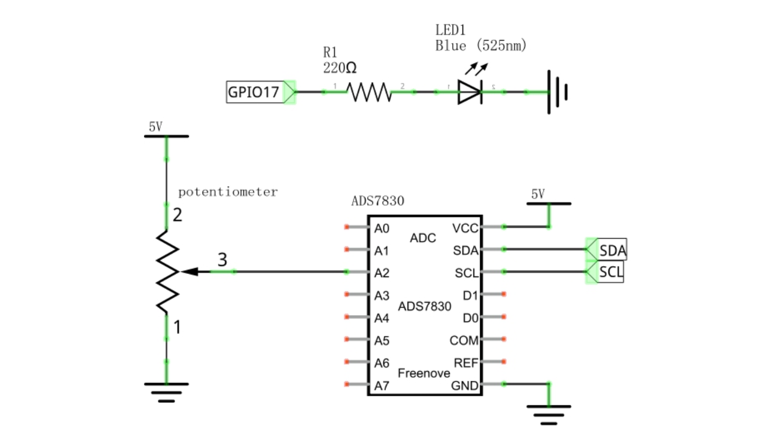 LED1
Blue (525nm)
R1
220Ω
GPIO17
1
2
5V
potentiometer
2
3
1
ADS7830
5V
A0
VCC
ADC
A1
SDA
SDA
A2
SCL
SCL
A3
D1
ADS7830
A4
D0
A5
COM
A6
REF
Freenove
A7
GND